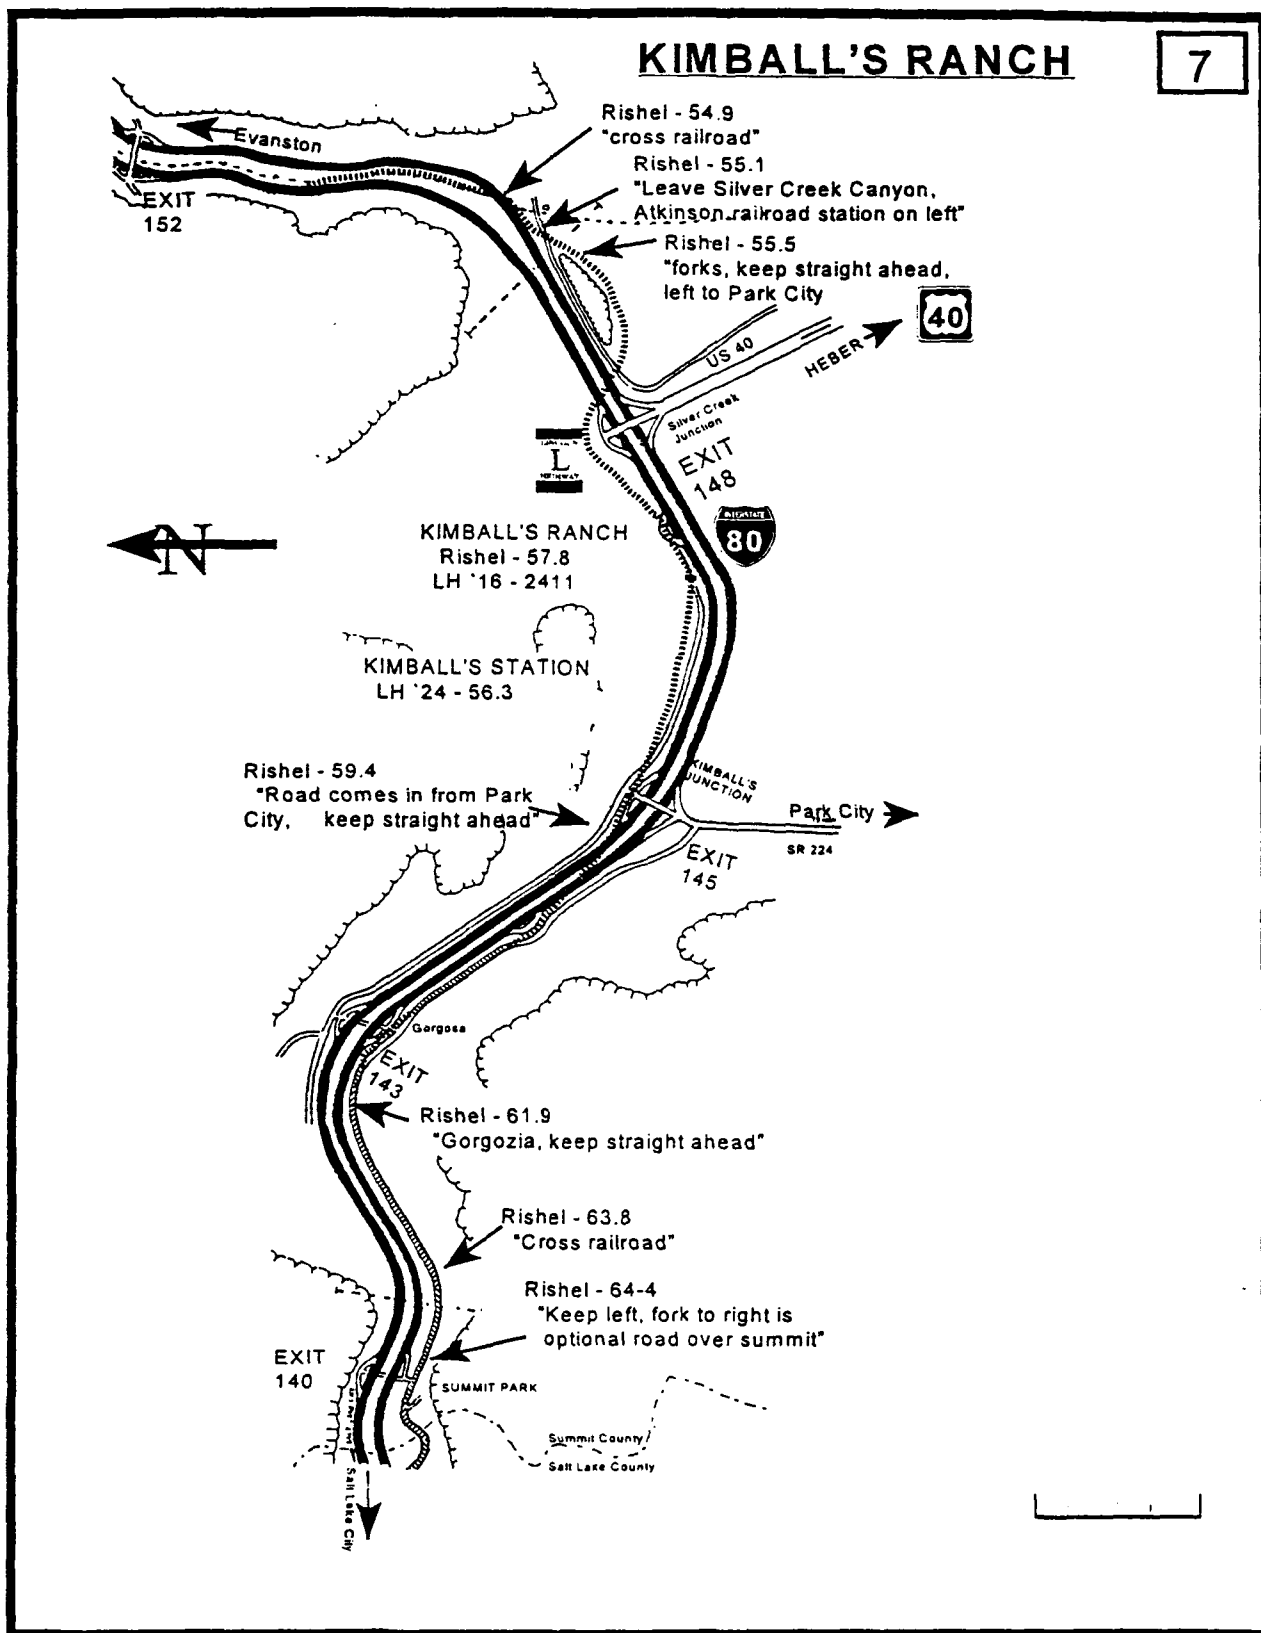 KIMBALL'S RANCH
7
Rishel - 54.9
"cross railroad"
Rishel - 55.1
"Leave Silver Creek Canyon,
Atkinson railroad station on left"
Rishel - 55.5
"forks, keep straight ahead,
left to Park City
Evanston
EXIT
152
40
US 40
HEBER
Silver Creek
Junction
EXIT
148
L
HIGHWAY
INTERSTATE
80
N
KIMBALL'S RANCH
Rishel - 57.8
LH '16 - 2411
KIMBALL'S STATION
LH '24 - 56.3
Rishel - 59.4
"Road comes in from Park
City, keep straight ahead"
KIMBALL'S
JUNCTION
Park City
SR 224
EXIT
145
Gorgosa
EXIT
143
Rishel - 61.9
"Gorgozia, keep straight ahead"
Rishel - 63.8
"Cross railroad"
Rishel - 64-4
"Keep left, fork to right is
optional road over summit"
EXIT
140
SUMMIT PARK
Summit County
Salt Lake County
Salt Lake City